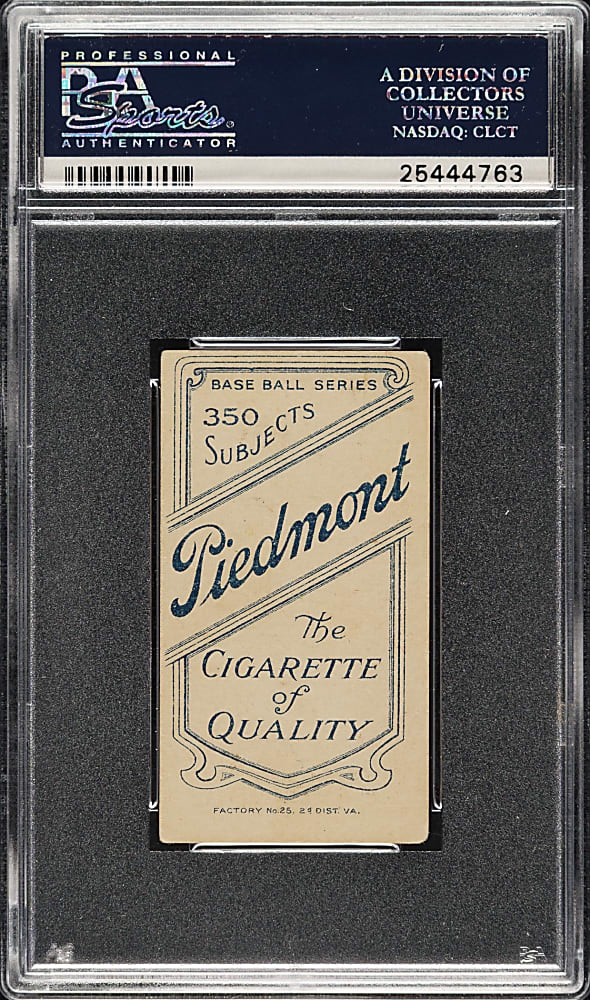 PROFESSIONAL
PSA
Sports
AUTHENTICATOR
A DIVISION OF
COLLECTORS
UNIVERSE
NASDAQ: CLCT
25444763
BASE BALL SERIES
350
SUBJECTS
Piedmont
The
CIGARETTE
of
QUALITY
FACTORY No. 25, 2d DIST. VA.